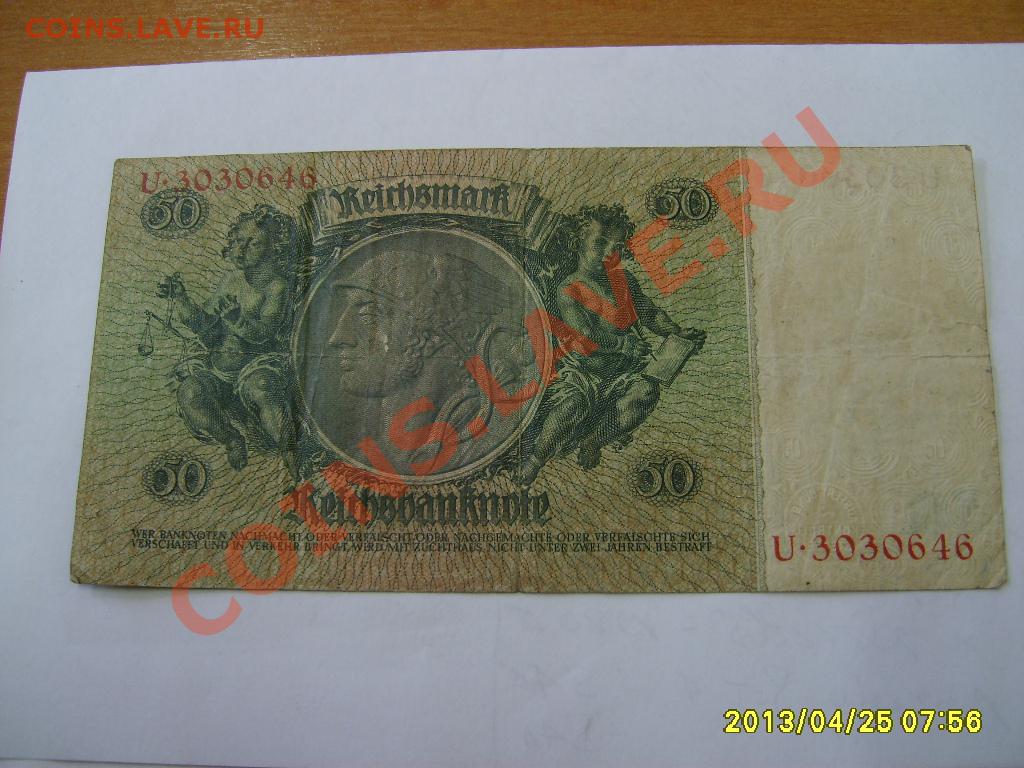 COINS.LAVE.RU
U·3030646
Reichsmark
50
50
50
50
Reichsbanknote
WER BANKNOTEN NACHMACHT ODER VERFÄLSCHT ODER NACHGEMACHTE ODER VERFÄLSCHTE SICH
VERSCHAFFT UND IN VERKEHR BRINGT, WIRD MIT ZUCHTHAUS NICHT UNTER ZWEI JAHREN BESTRAFT
U·3030646
COINS.LAVE.RU
2013/04/25 07:56